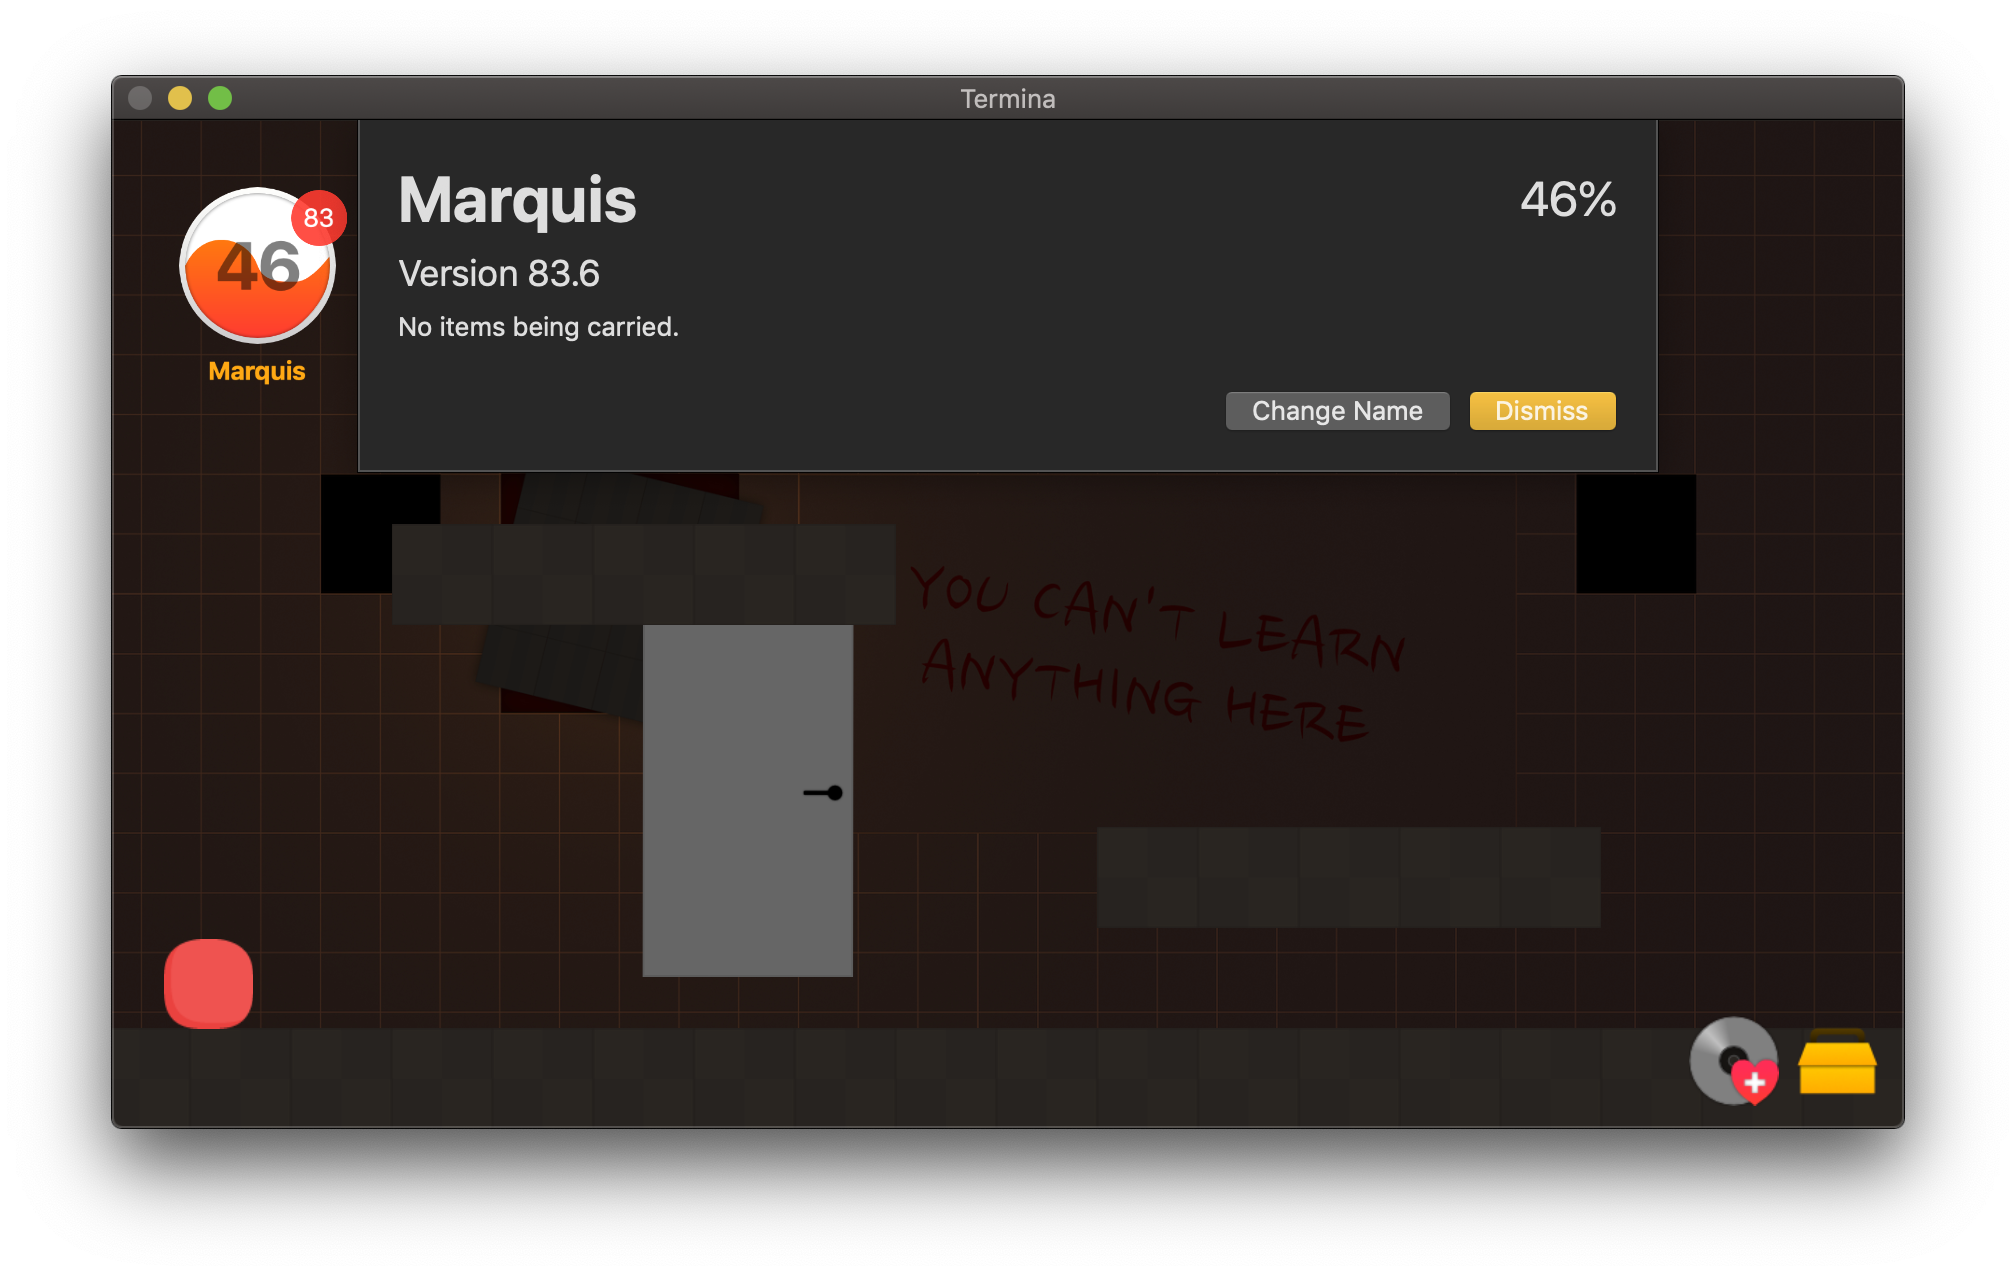 Termina
83
46
Marquis
Marquis
46%
Version 83.6
No items being carried.
Change Name
Dismiss
YOU CAN'T LEARN
ANYTHING HERE